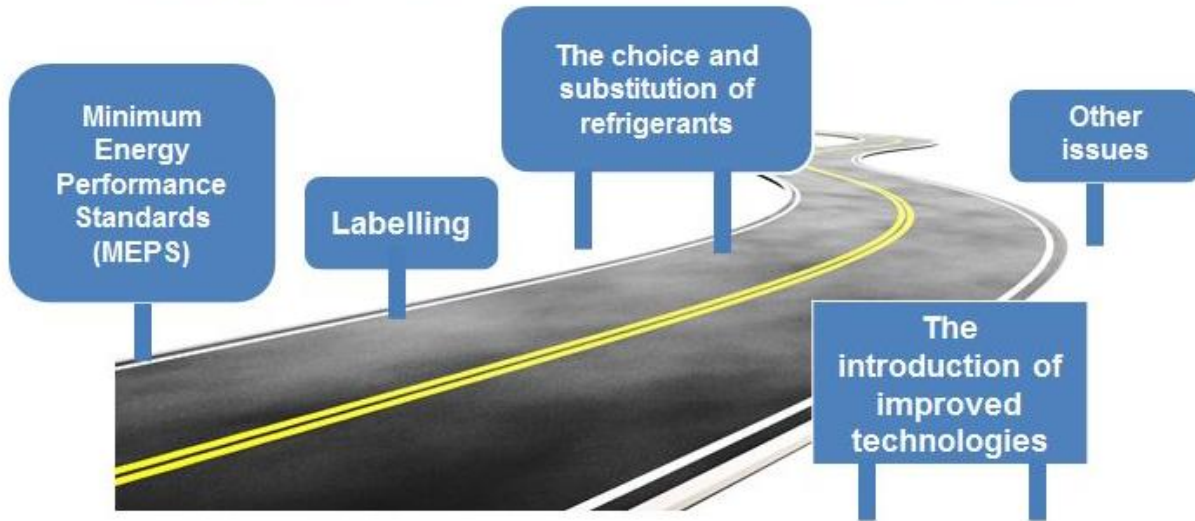 Minimum
Energy
Performance
Standards
(MEPS)
Labelling
The choice and
substitution of
refrigerants
Other
issues
The
introduction of
improved
technologies